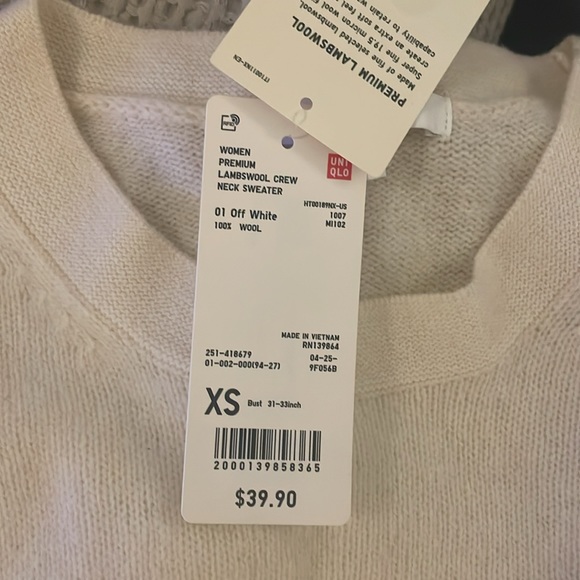 PREMIUM LAMBSWOOL
Made of fine selected lambswool.
Super fine 19.5 micron wool
create an extra soft feel
capability to retain
IT1001INX-CN
WOMEN
PREMIUM
LAMBSWOOL CREW
NECK SWEATER
UNI
QLO
01 Off White
100% WOOL
HT00189NX-US
1007
MI102
MADE IN VIETNAM
RN139864
251-418679
04-25-
01-002-000(94-27)
9F056B
XS Bust 31-33inch
2000139858365
$39.90